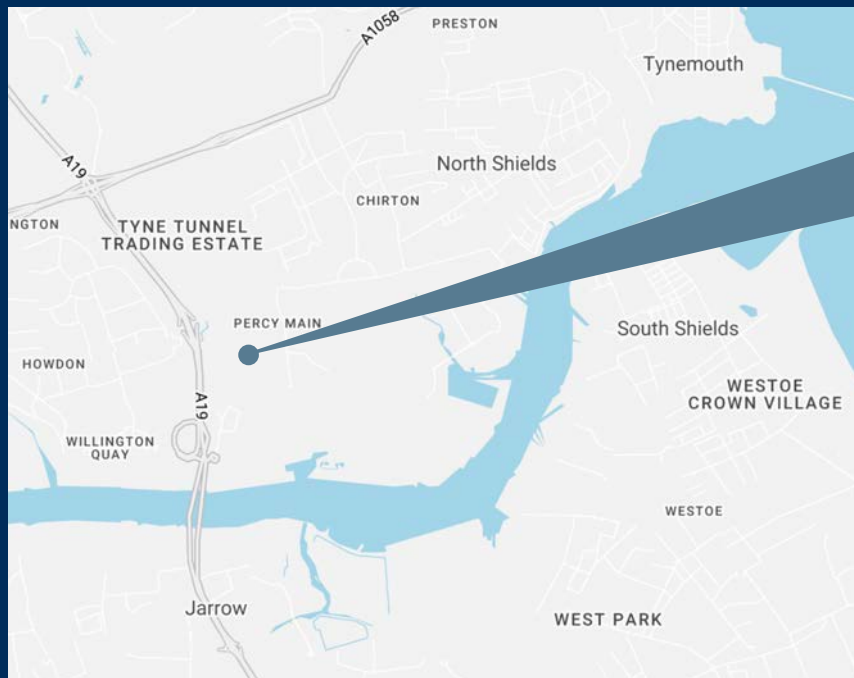 PRESTON
A1058
Tynemouth
A19
North Shields
CHIRTON
NGTON
TYNE TUNNEL
TRADING ESTATE
PERCY MAIN
South Shields
HOWDON
WESTOE
CROWN VILLAGE
A19
WILLINGTON
QUAY
WESTOE
Jarrow
WEST PARK